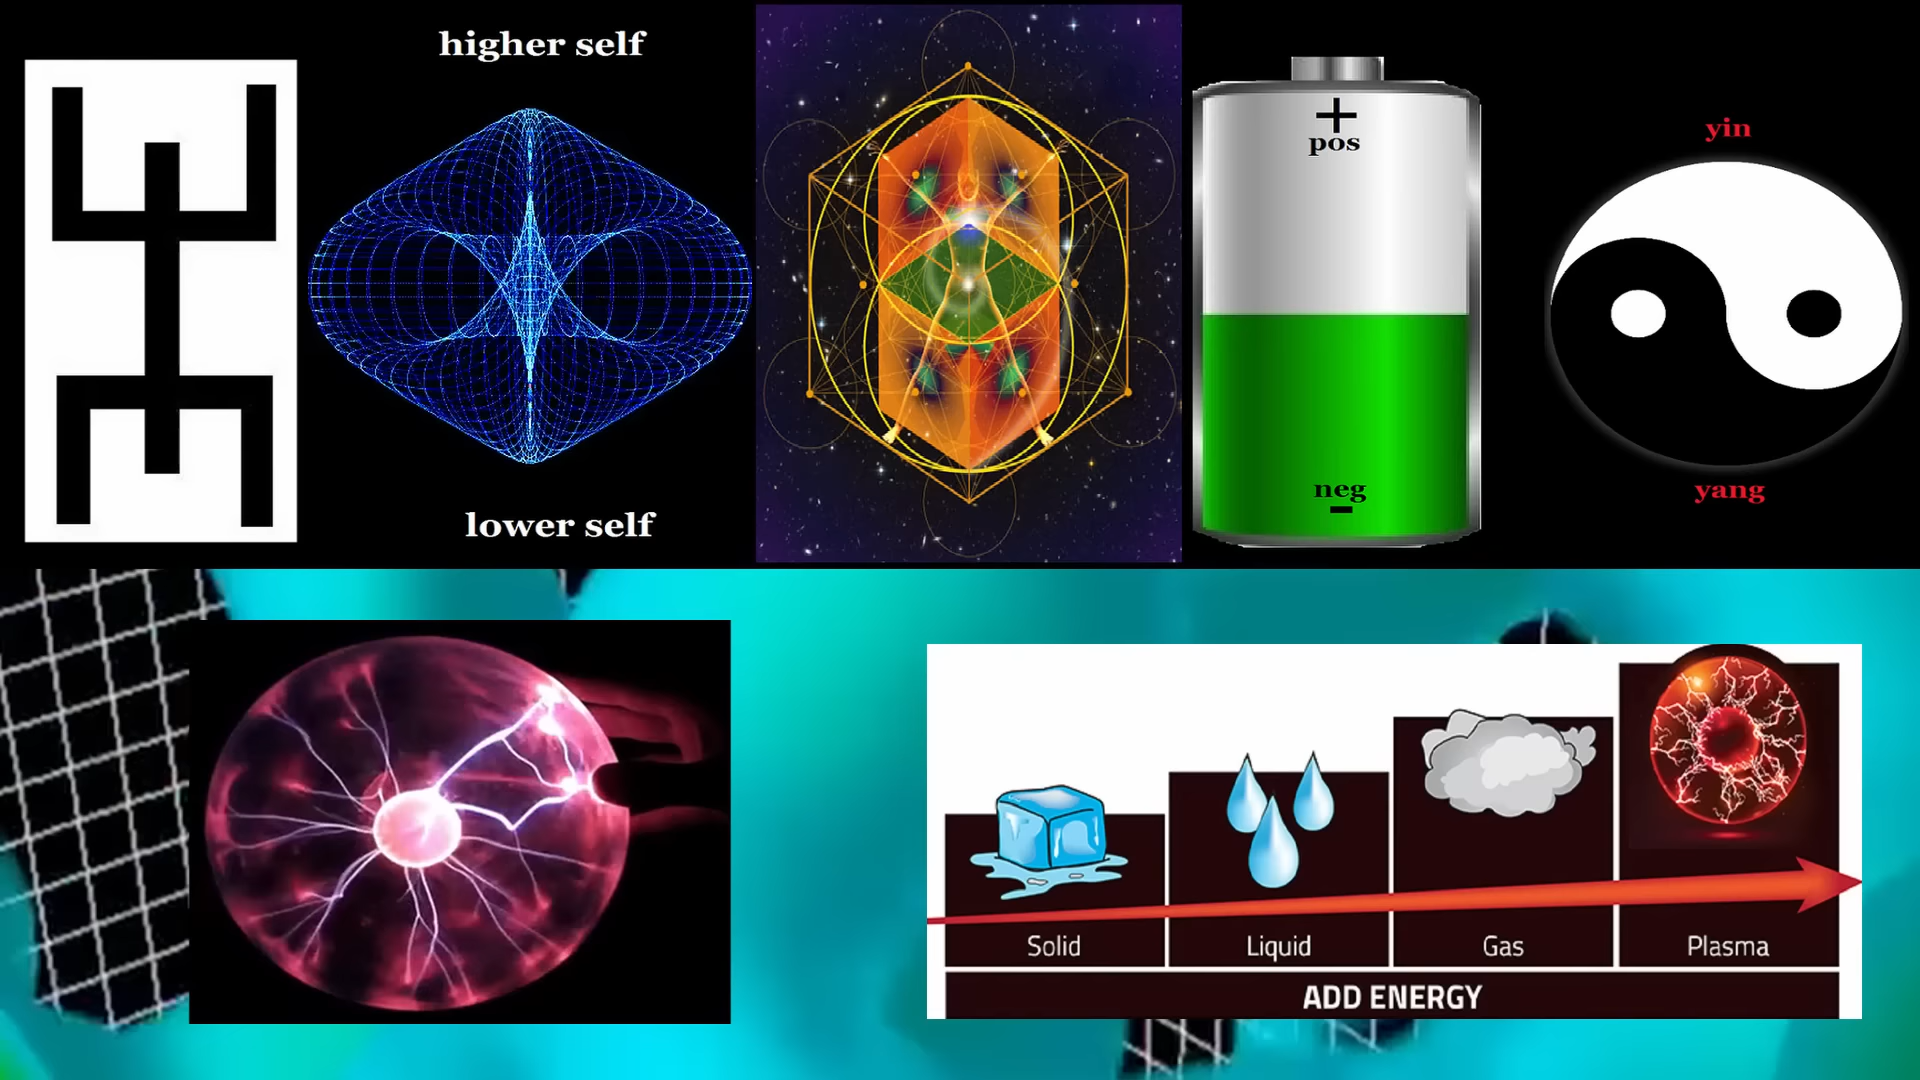 higher self
lower self
+
pos
neg
-
yin
yang
Solid
Liquid
Gas
Plasma
ADD ENERGY